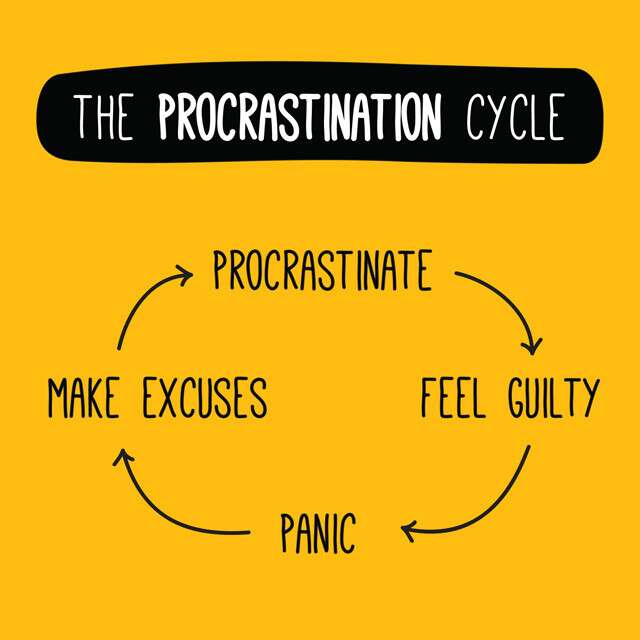 THE PROCRASTINATION CYCLE
PROCRASTINATE
MAKE EXCUSES
FEEL GUILTY
PANIC